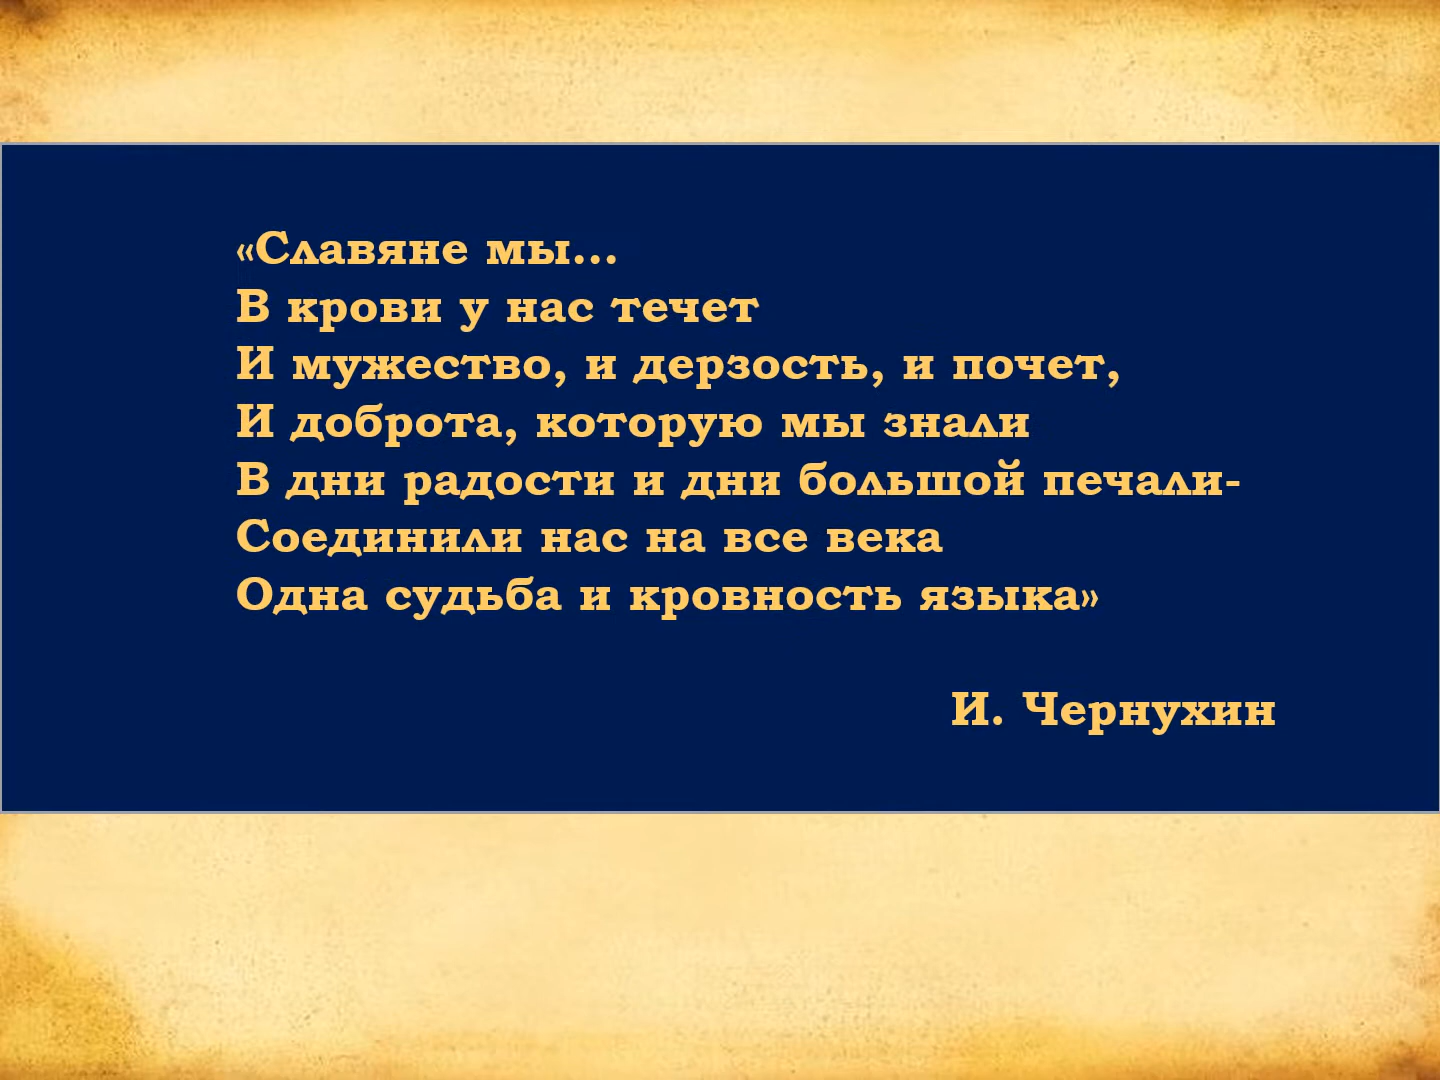 «Славяне мы…
В крови у нас течет
И мужество, и дерзость, и почет,
И доброта, которую мы знали
В дни радости и дни большой печали-
Соединили нас на все века
Одна судьба и кровность языка»
И. Чернухин